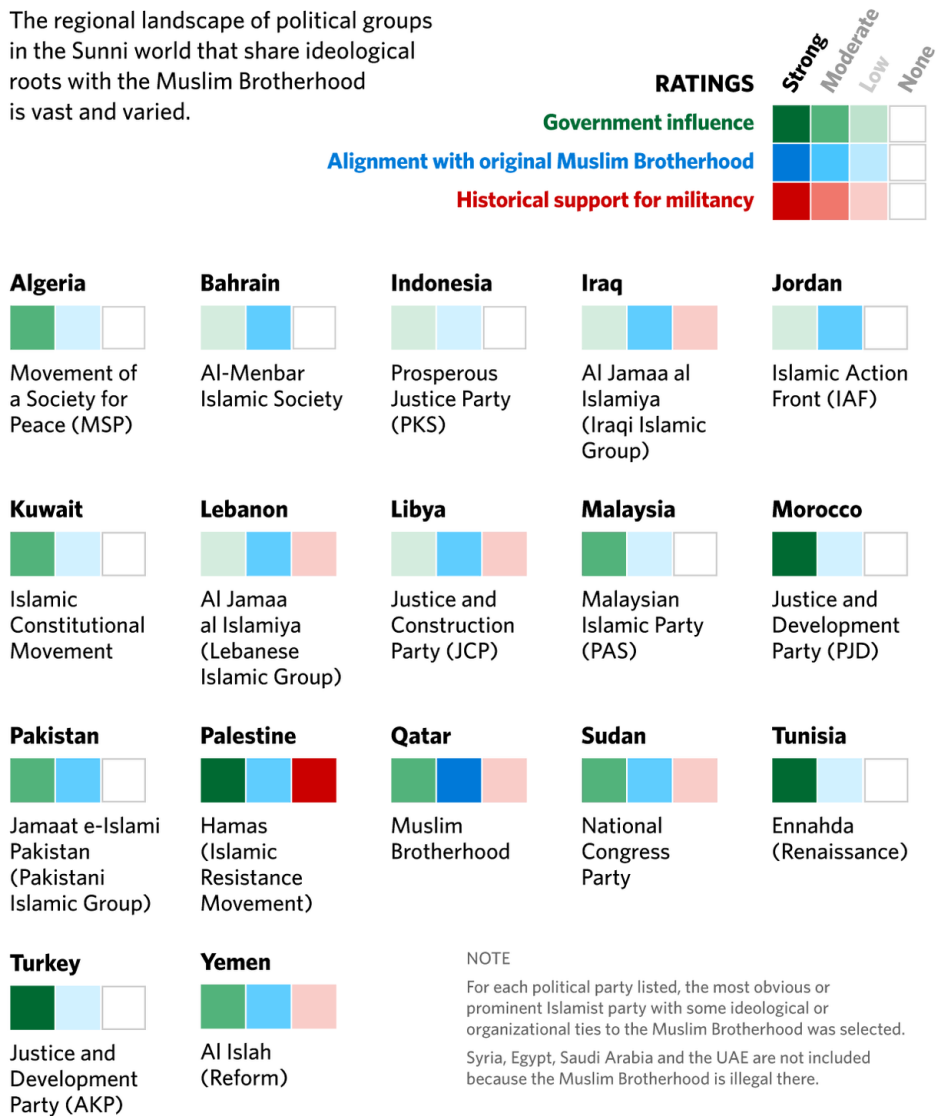 The regional landscape of political groups
in the Sunni world that share ideological
roots with the Muslim Brotherhood
is vast and varied.
RATINGS
Strong
Moderate
Low
None
Government influence
Alignment with original Muslim Brotherhood
Historical support for militancy
Algeria
Movement of
a Society for
Peace (MSP)
Bahrain
Al-Menbar
Islamic Society
Indonesia
Prosperous
Justice Party
(PKS)
Iraq
Al Jamaa al
Islamiya
(Iraqi Islamic
Group)
Jordan
Islamic Action
Front (IAF)
Kuwait
Islamic
Constitutional
Movement
Lebanon
Al Jamaa
al Islamiya
(Lebanese
Islamic Group)
Libya
Justice and
Construction
Party (JCP)
Malaysia
Malaysian
Islamic Party
(PAS)
Morocco
Justice and
Development
Party (PJD)
Pakistan
Jamaat e-Islami
Pakistan
(Pakistani
Islamic Group)
Palestine
Hamas
(Islamic
Resistance
Movement)
Qatar
Muslim
Brotherhood
Sudan
National
Congress
Party
Tunisia
Ennahda
(Renaissance)
Turkey
Justice and
Development
Party (AKP)
Yemen
Al Islah
(Reform)
NOTE
For each political party listed, the most obvious or
prominent Islamist party with some ideological or
organizational ties to the Muslim Brotherhood was selected.
Syria, Egypt, Saudi Arabia and the UAE are not included
because the Muslim Brotherhood is illegal there.